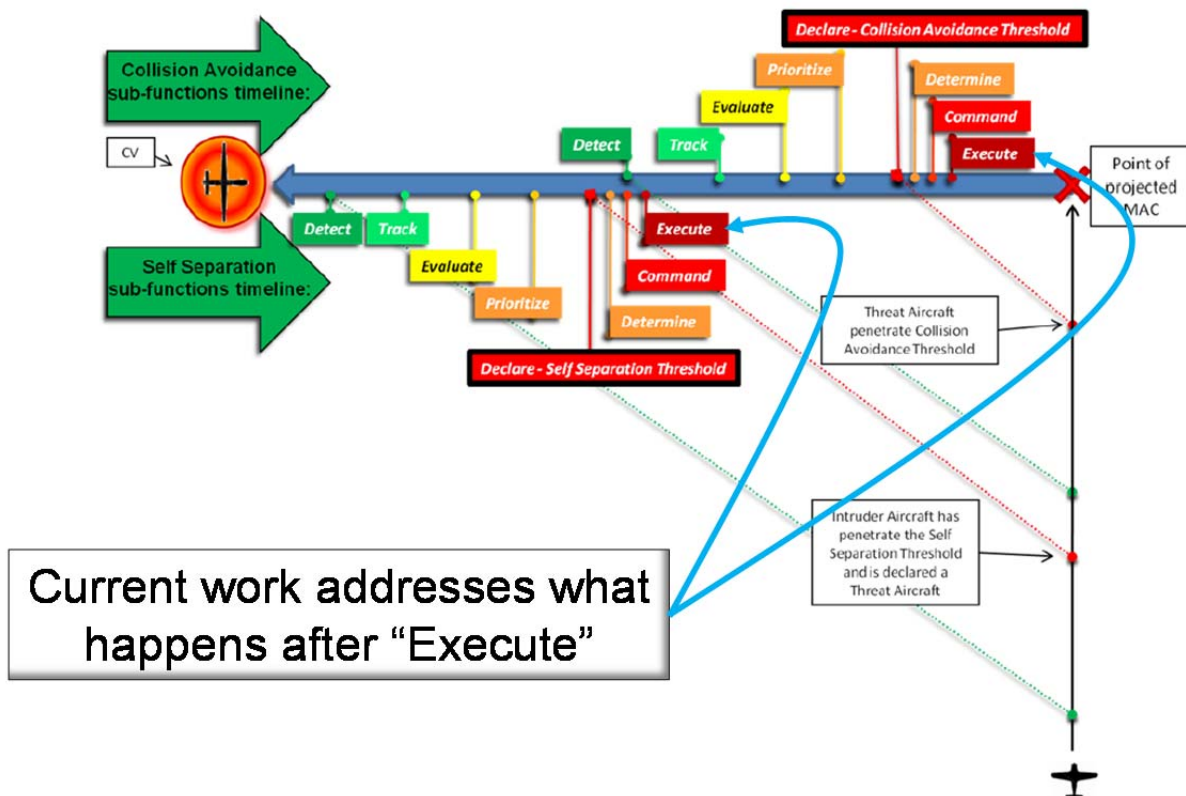 Declare - Collision Avoidance Threshold
Collision Avoidance
sub-functions timeline:
Prioritize
Determine
Evaluate
Command
Detect
Track
Execute
CV
Point of
projected
MAC
Detect
Track
Execute
Self Separation
sub-functions timeline:
Evaluate
Command
Prioritize
Determine
Threat Aircraft
penetrate Collision
Avoidance Threshold
Declare - Self Separation Threshold
Intruder Aircraft has
penetrate the Self
Separation Threshold
and is declared a
Threat Aircraft
Current work addresses what
happens after “Execute”